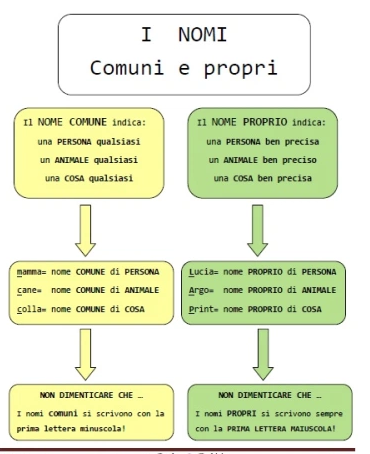 I NOMI
Comuni e propri
Il NOME COMUNE indica:
una PERSONA qualsiasi
un ANIMALE qualsiasi
una COSA qualsiasi
Il NOME PROPRIO indica:
una PERSONA ben precisa
un ANIMALE ben preciso
una COSA ben precisa
mamma= nome COMUNE di PERSONA
cane= nome COMUNE di ANIMALE
colla= nome COMUNE di COSA
Lucia= nome PROPRIO di PERSONA
Argo= nome PROPRIO di ANIMALE
Print= nome PROPRIO di COSA
NON DIMENTICARE CHE …
I nomi comuni si scrivono con la
prima lettera minuscola!
NON DIMENTICARE CHE …
I nomi PROPRI si scrivono sempre
con la PRIMA LETTERA MAIUSCOLA!